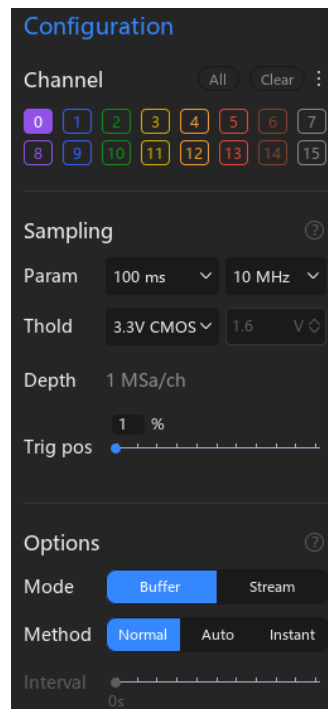 Configuration
Channel All Clear
0 1 2 3 4 5 6 7
8 9 10 11 12 13 14 15
Sampling ?
Param 100 ms 10 MHz
Thold 3.3V CMOS 1.6 V
Depth 1 MSa/ch
1 %
Trig pos
Options ?
Mode Buffer Stream
Method Normal Auto Instant
Interval
0s